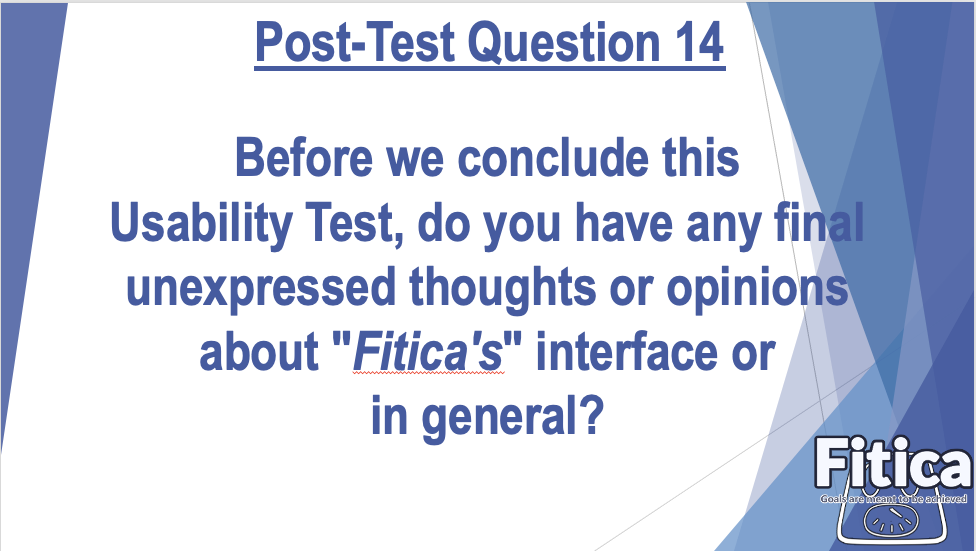 Post-Test Question 14
Before we conclude this
Usability Test, do you have any final
unexpressed thoughts or opinions
about "Fitica's" interface or
in general?
Fitica
Goals are meant to be achieved